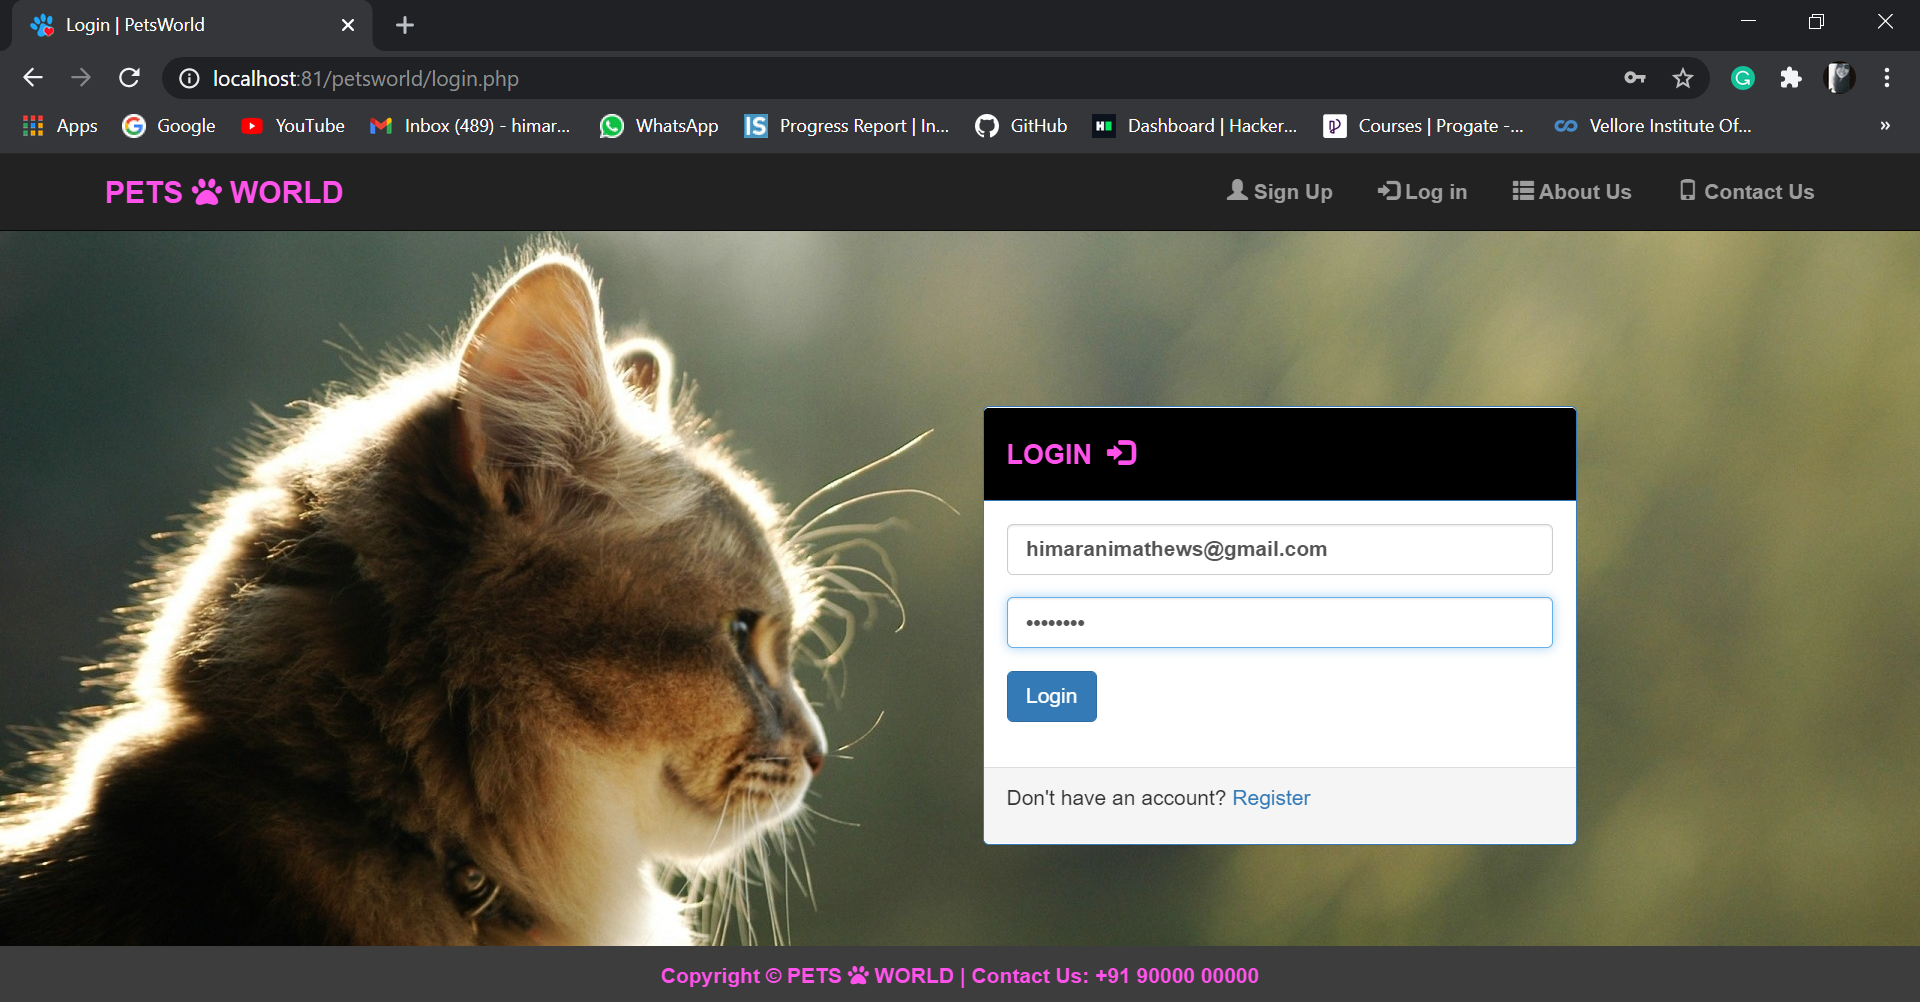 Login | PetsWorld
localhost:81/petsworld/login.php
Apps Google YouTube Inbox (489) - himar... WhatsApp Progress Report | In... GitHub Dashboard | Hacker... Courses | Progate -... Vellore Institute Of... »
PETS WORLD Sign Up Log in About Us Contact Us
LOGIN
himaranimathews@gmail.com
••••••••
Login
Don't have an account? Register
Copyright © PETS WORLD | Contact Us: +91 90000 00000